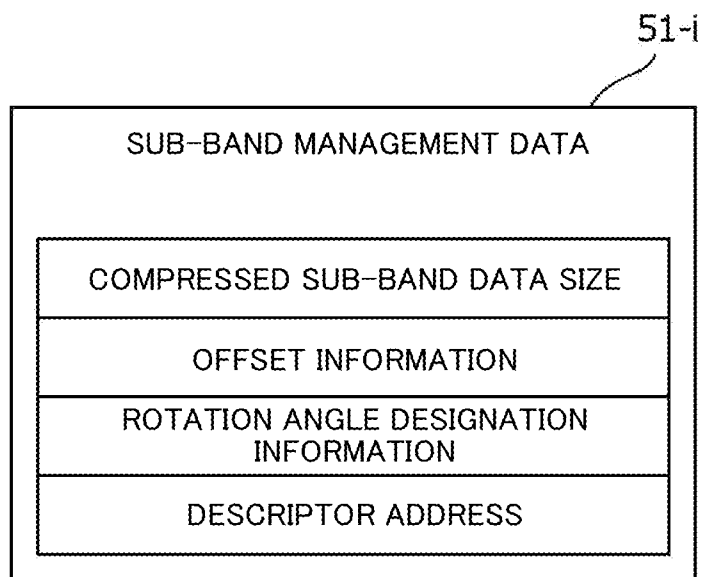 51-i
SUB-BAND MANAGEMENT DATA
COMPRESSED SUB-BAND DATA SIZE
OFFSET INFORMATION
ROTATION ANGLE DESIGNATION
INFORMATION
DESCRIPTOR ADDRESS